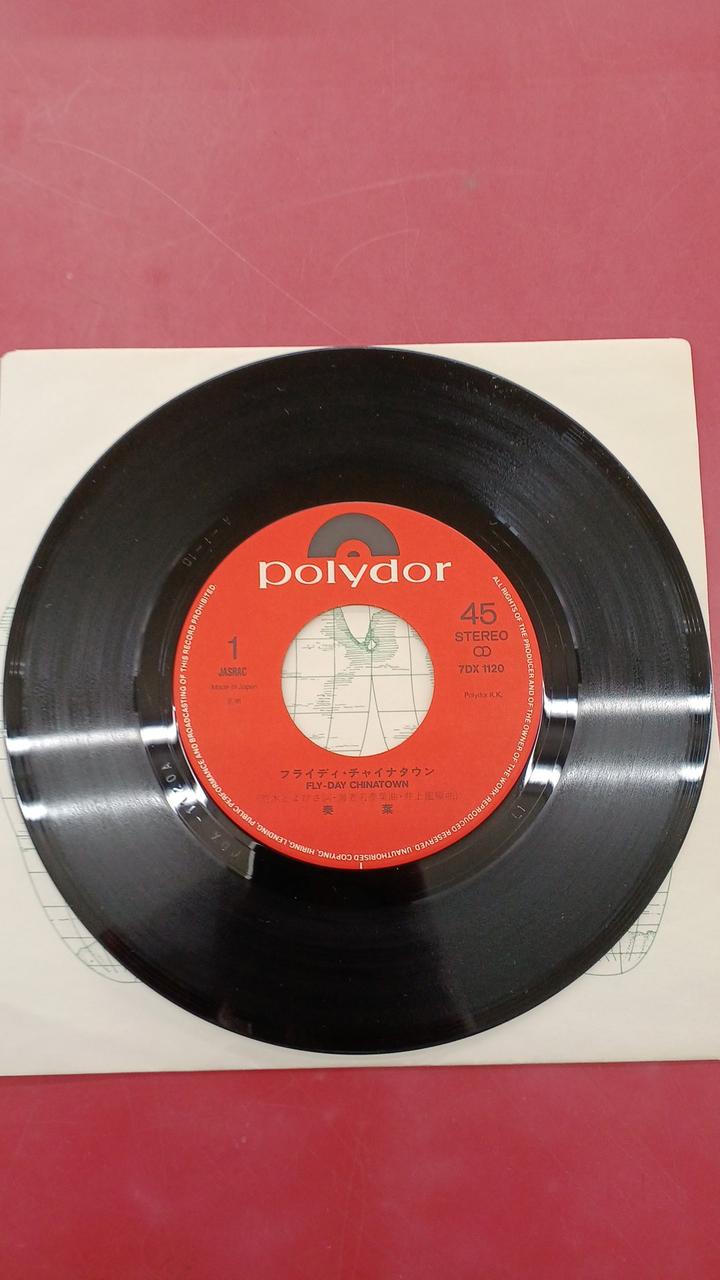 polydor
45
STEREO
7DX 1120
Polydor K.K.
1
JASRAC
Made in Japan
フライディ・チャイナタウン
FLY-DAY CHINATOWN
泰葉
ALL RIGHTS OF THE PRODUCER AND OF THE OWNER OF THE WORK REPRODUCED RESERVED. UNAUTHORISED COPYING, HIRING, LENDING, PUBLIC PERFORMANCE AND BROADCASTING OF THIS RECORD PROHIBITED